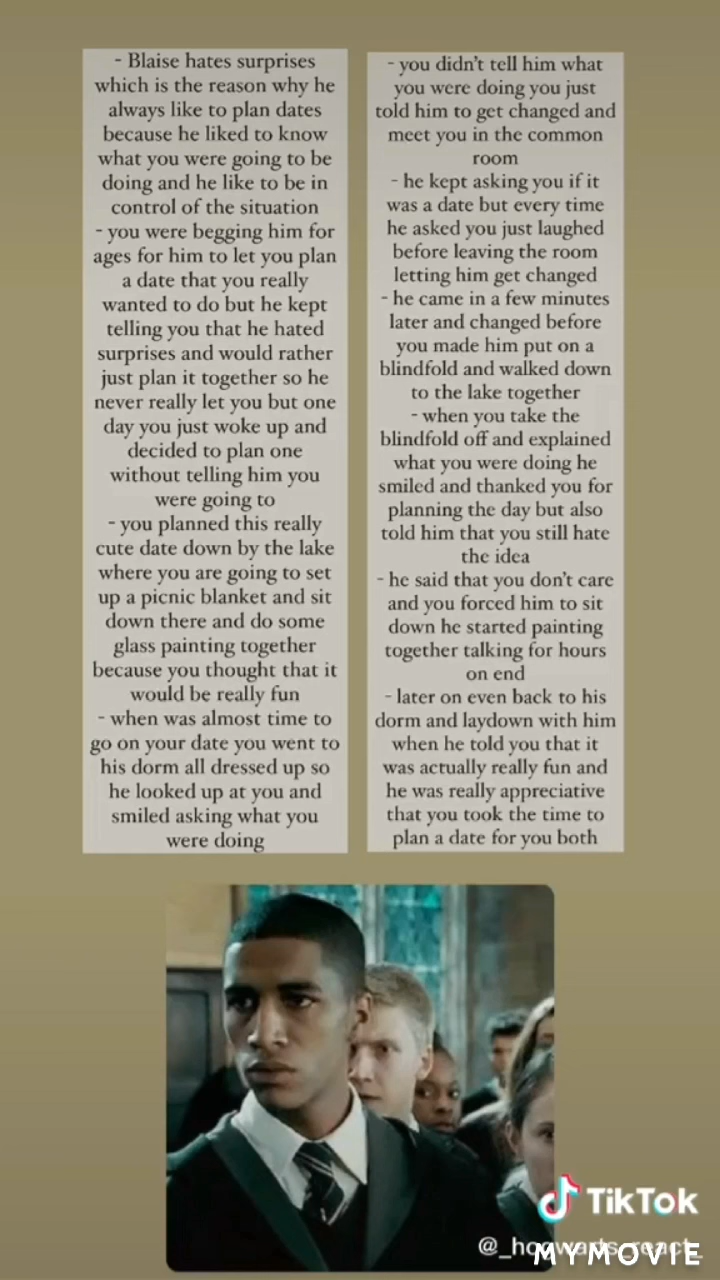 - Blaise hates surprises
which is the reason why he
always like to plan dates
because he liked to know
what you were going to be
doing and he like to be in
control of the situation
- you were begging him for
ages for him to let you plan
a date that you really
wanted to do but he kept
telling you that he hated
surprises and would rather
just plan it together so he
never really let you but one
day you just woke up and
decided to plan one
without telling him you
were going to
- you planned this really
cute date down by the lake
where you are going to set
up a picnic blanket and sit
down there and do some
glass painting together
because you thought that it
would be really fun
- when was almost time to
go on your date you went to
his dorm all dressed up so
he looked up at you and
smiled asking what you
were doing
- you didn't tell him what
you were doing you just
told him to get changed and
meet you in the common
room
- he kept asking you if it
was a date but every time
he asked you just laughed
before leaving the room
letting him get changed
- he came in a few minutes
later and changed before
you made him put on a
blindfold and walked down
to the lake together
- when you take the
blindfold off and explained
what you were doing he
smiled and thanked you for
planning the day but also
told him that you still hate
the idea
- he said that you don't care
and you forced him to sit
down he started painting
together talking for hours
on end
- later on even back to his
dorm and laydown with him
when he told you that it
was actually really fun and
he was really appreciative
that you took the time to
plan a date for you both
TikTok
@_hogwarts_react_
MYMOVIE